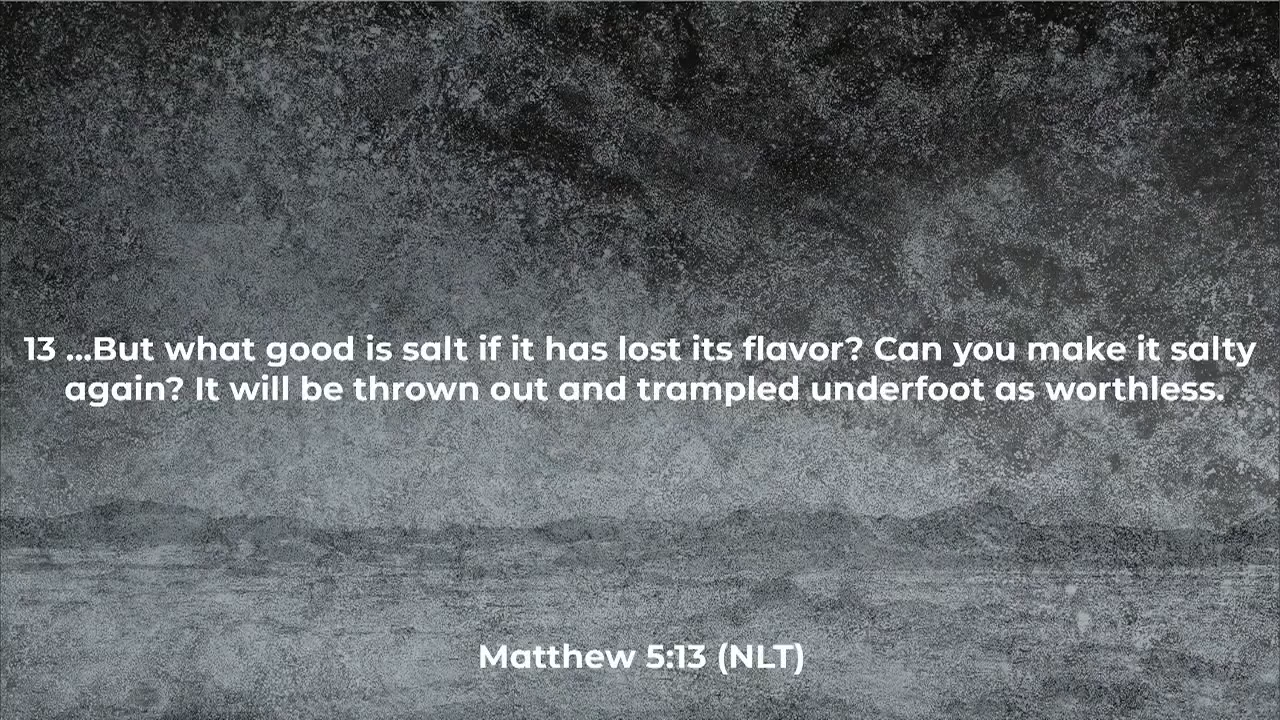 13 ...But what good is salt if it has lost its flavor? Can you make it salty
again? It will be thrown out and trampled underfoot as worthless.
Matthew 5:13 (NLT)